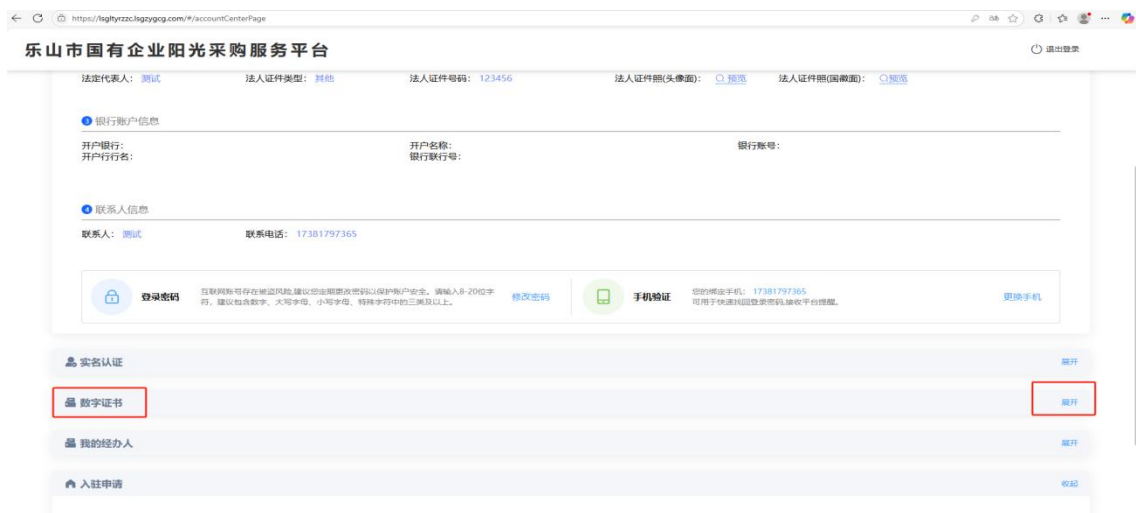 https://lsgltyrzzc.lsgzygcg.com/#/accountCenterPage
乐山市国有企业阳光采购服务平台 退出登录
法定代表人： 测试 法人证件类型： 其他 法人证件号码： 123456 法人证件照(头像面)： 预览 法人证件照(国徽面)： 预览
3 银行账户信息
开户银行： 开户名称： 银行账号：
开户行行名： 银行联行号：
4 联系人信息
联系人： 测试 联系电话： 17381797365
登录密码 互联网账号存在被盗风险,建议您定期更改密码以保护账户安全。请输入8-20位字符，建议包含数字、大写字母、小写字母、特殊字符中的三类及以上。 修改密码 手机验证 您的绑定手机： 17381797365 可用于快速找回登录密码,接收平台提醒。 更换手机
实名认证 展开
数字证书 展开
我的经办人 展开
入驻申请 收起